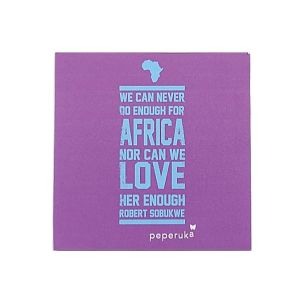 WE CAN NEVER
DO ENOUGH FOR
AFRICA
NOR CAN WE
LOVE
HER ENOUGH
ROBERT SOBUKWE
peperuka